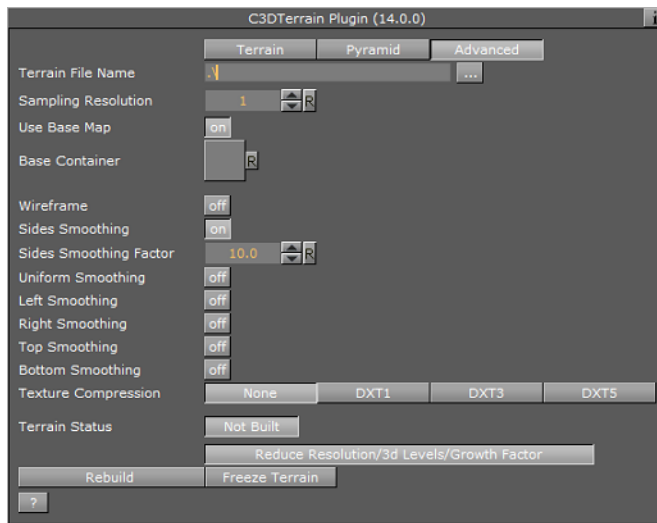 C3DTerrain Plugin (14.0.0) i
Terrain Pyramid Advanced
Terrain File Name .\ ...
Sampling Resolution 1 R
Use Base Map on
Base Container R
Wireframe off
Sides Smoothing on
Sides Smoothing Factor 10.0 R
Uniform Smoothing off
Left Smoothing off
Right Smoothing off
Top Smoothing off
Bottom Smoothing off
Texture Compression None DXT1 DXT3 DXT5
Terrain Status Not Built
Reduce Resolution/3d Levels/Growth Factor
Rebuild Freeze Terrain
?